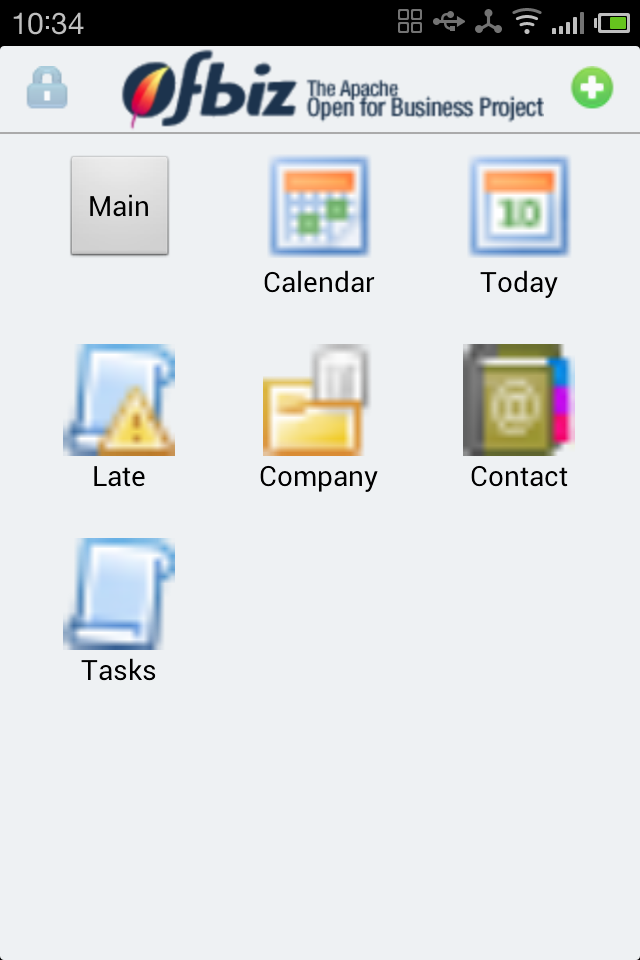 10:34
Ofbiz The Apache
Open for Business Project
Main
10
Calendar
Today
@
Late
Company
Contact
Tasks